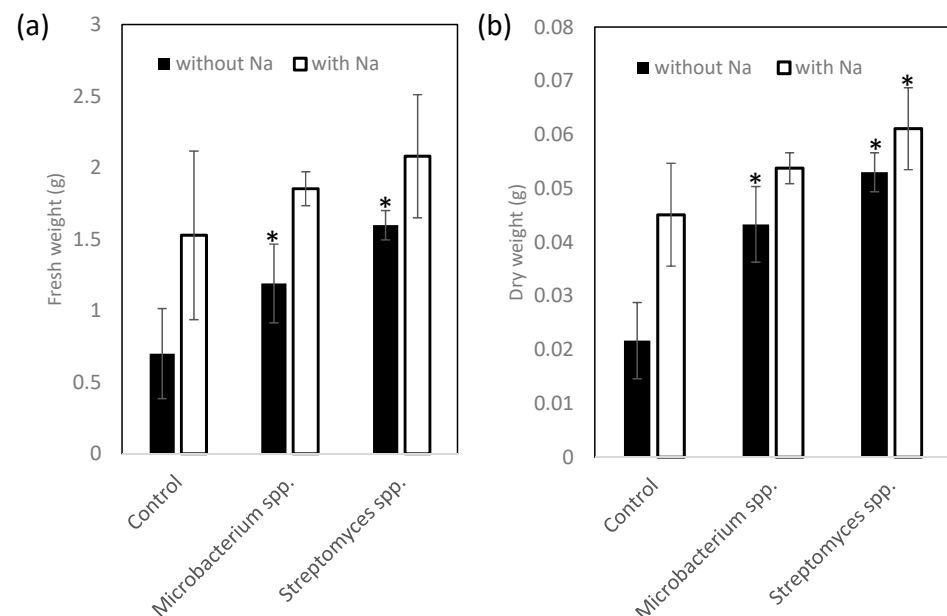 (a)
Fresh weight (g)
3
2.5
2
1.5
1
0.5
0
without Na with Na
*
*
Control
Microbacterium spp.
Streptomyces spp.
(b)
Dry weight (g)
0.08
0.07
0.06
0.05
0.04
0.03
0.02
0.01
0
without Na with Na
*
*
*
Control
Microbacterium spp.
Streptomyces spp.